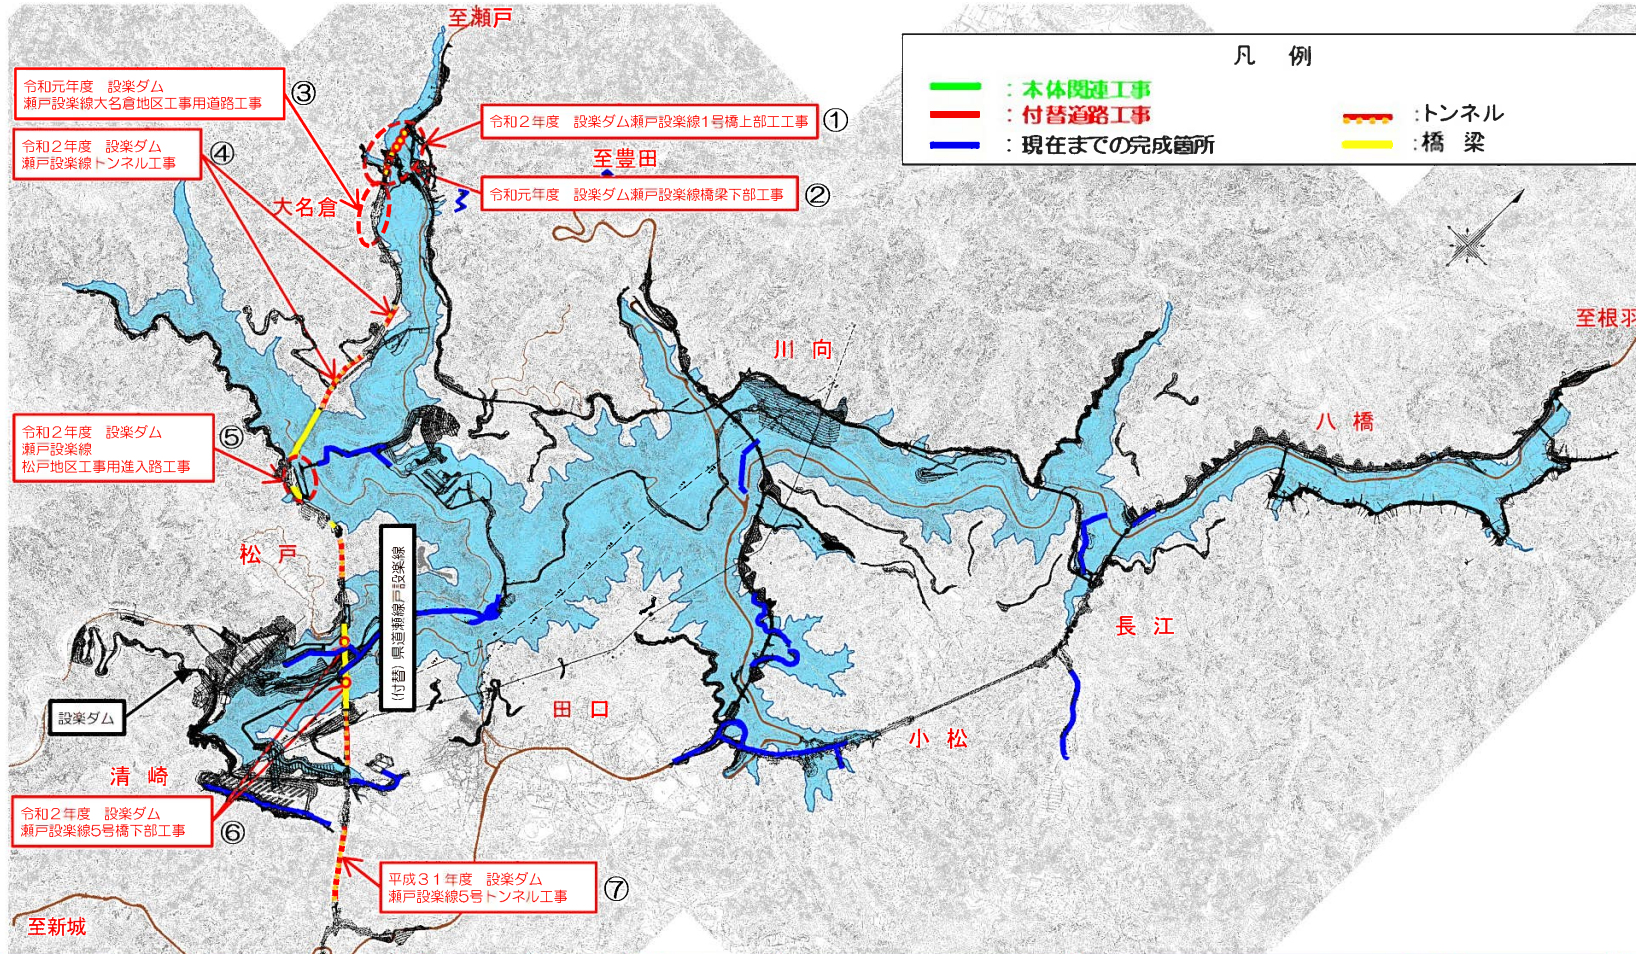 至瀬戸
凡 例
：本体関連工事
：付替道路工事
：現在までの完成箇所
：トンネル
：橋 梁
令和元年度　設楽ダム
瀬戸設楽線大名倉地区工事用道路工事
③
令和２年度　設楽ダム瀬戸設楽線1号橋上部工工事
①
令和２年度　設楽ダム
瀬戸設楽線トンネル工事
④
至豊田
令和元年度　設楽ダム瀬戸設楽線橋梁下部工事
②
大名倉
至根羽
川 向
八 橋
令和２年度　設楽ダム
瀬戸設楽線
松戸地区工事用進入路工事
⑤
松 戸
(付替) 県道瀬線戸設楽線
長 江
設楽ダム
田 口
小 松
清 崎
令和２年度　設楽ダム
瀬戸設楽線5号橋下部工事
⑥
平成３１年度　設楽ダム
瀬戸設楽線5号トンネル工事
⑦
至新城